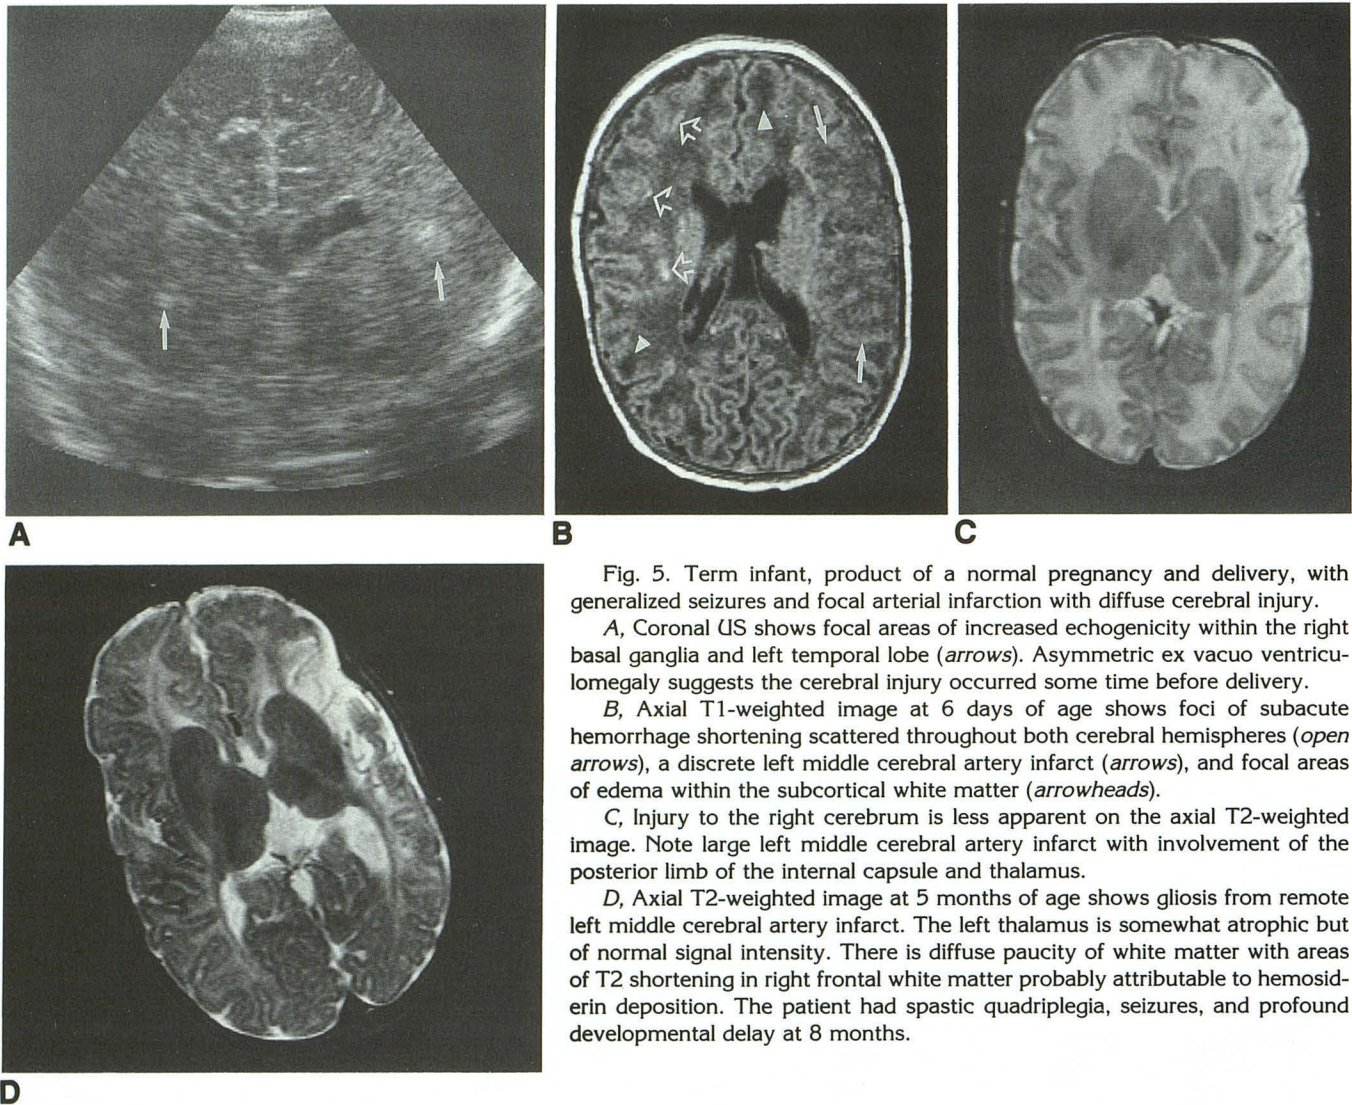 A
B
C
D
Fig. 5. Term infant, product of a normal pregnancy and delivery, with
generalized seizures and focal arterial infarction with diffuse cerebral injury.
A, Coronal US shows focal areas of increased echogenicity within the right
basal ganglia and left temporal lobe (arrows). Asymmetric ex vacuo ventricu-
lomegaly suggests the cerebral injury occurred some time before delivery.
B, Axial T1-weighted image at 6 days of age shows foci of subacute
hemorrhage shortening scattered throughout both cerebral hemispheres (open
arrows), a discrete left middle cerebral artery infarct (arrows), and focal areas
of edema within the subcortical white matter (arrowheads).
C, Injury to the right cerebrum is less apparent on the axial T2-weighted
image. Note large left middle cerebral artery infarct with involvement of the
posterior limb of the internal capsule and thalamus.
D, Axial T2-weighted image at 5 months of age shows gliosis from remote
left middle cerebral artery infarct. The left thalamus is somewhat atrophic but
of normal signal intensity. There is diffuse paucity of white matter with areas
of T2 shortening in right frontal white matter probably attributable to hemosid-
erin deposition. The patient had spastic quadriplegia, seizures, and profound
developmental delay at 8 months.